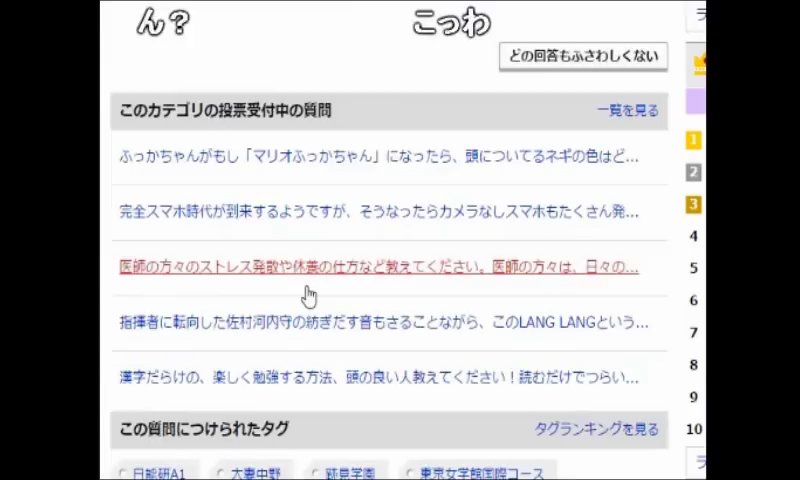 ん？ こっわ
どの回答もふさわしくない
このカテゴリの投票受付中の質問 一覧を見る
ふっかちゃんがもし「マリオふっかちゃん」になったら、頭についてるネギの色はど...
完全スマホ時代が到来するようですが、そうなったらカメラなしスマホもたくさん発...
医師の方々のストレス発散や休養の仕方など教えてください。医師の方々は、日々の...
指揮者に転向した佐村河内守の紡ぎだす音もさることながら、このLANG LANGという...
漢字だらけの、楽しく勉強する方法、頭の良い人教えてください！読むだけでつらい...
この質問につけられたタグ タグランキングを見る
日能研A1 大妻中野 跡見学園 東京女学館国際コース
1
2
3
4
5
6
7
8
9
10